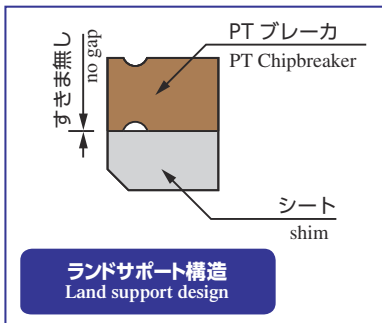 PT ブレーカ
PT Chipbreaker
すきま無し
no gap
シート
shim
ランドサポート構造
Land support design